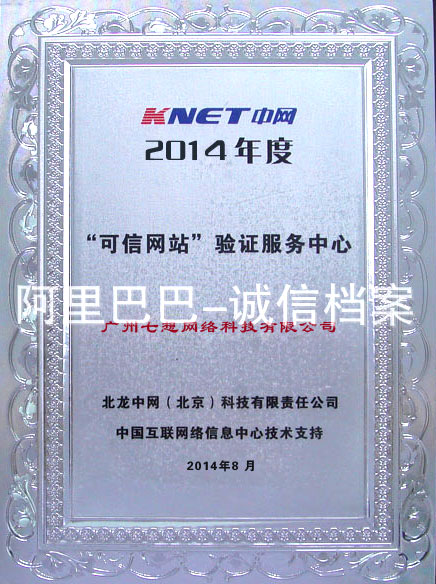 KNET中网
2014年度
“可信网站”验证服务中心
阿里巴巴-诚信档案
广州七思网络科技有限公司
北龙中网（北京）科技有限责任公司
中国互联网络信息中心技术支持
2014年8月